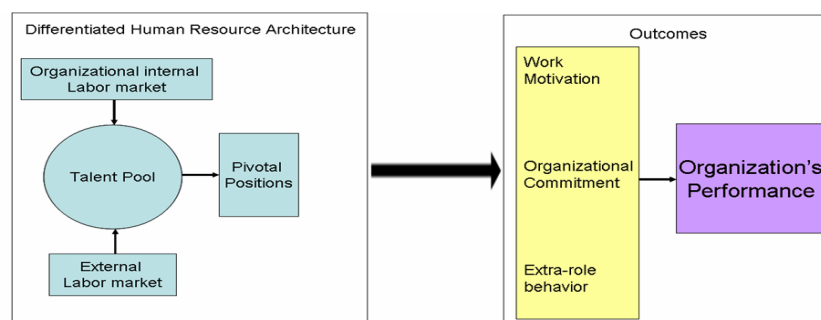 Differentiated Human Resource Architecture
Organizational internal
Labor market
Talent Pool
Pivotal
Positions
External
Labor market
Outcomes
Work
Motivation
Organizational
Commitment
Extra-role
behavior
Organization's
Performance